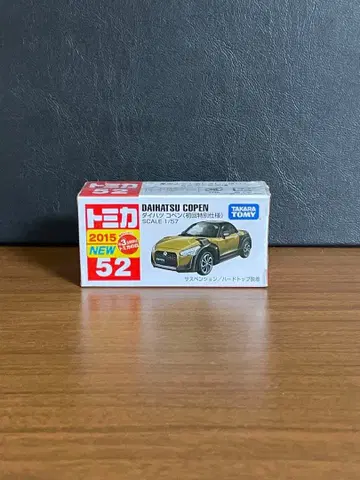 トミカ
2015
NEW
52
DAIHATSU COPEN
ダイハツ コペン(初回特別仕様)
SCALE-1/57
TAKARA
TOMY
サスペンション/ハードトップ脱着